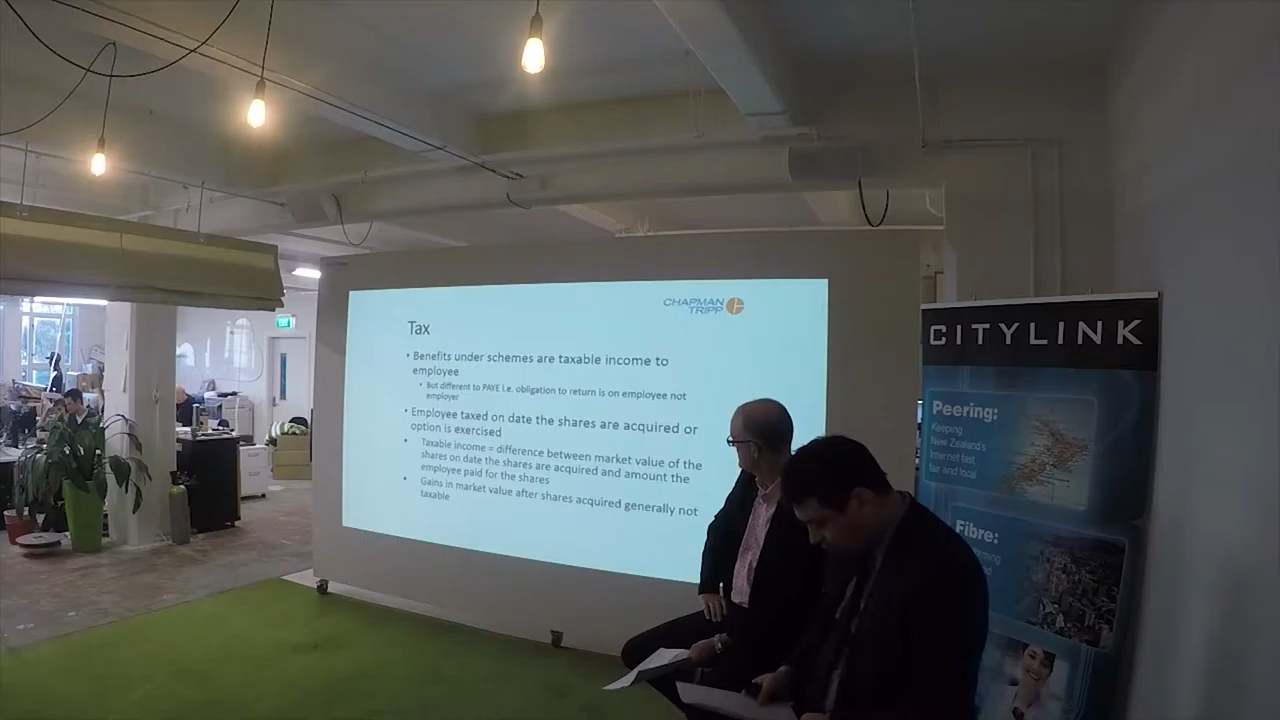 CHAPMAN
TRIPP
Tax
• Benefits under schemes are taxable income to
employee
• But different to PAYE i.e. obligation to return is on employee not
employer
• Employee taxed on date the shares are acquired or
option is exercised
• Taxable income = difference between market value of the
shares on date the shares are acquired and amount the
employee paid for the shares
• Gains in market value after shares acquired generally not
taxable
CITYLINK
Peering:
Keeping
New Zealand's
Internet fast,
fair and local
Fibre:
EXIT